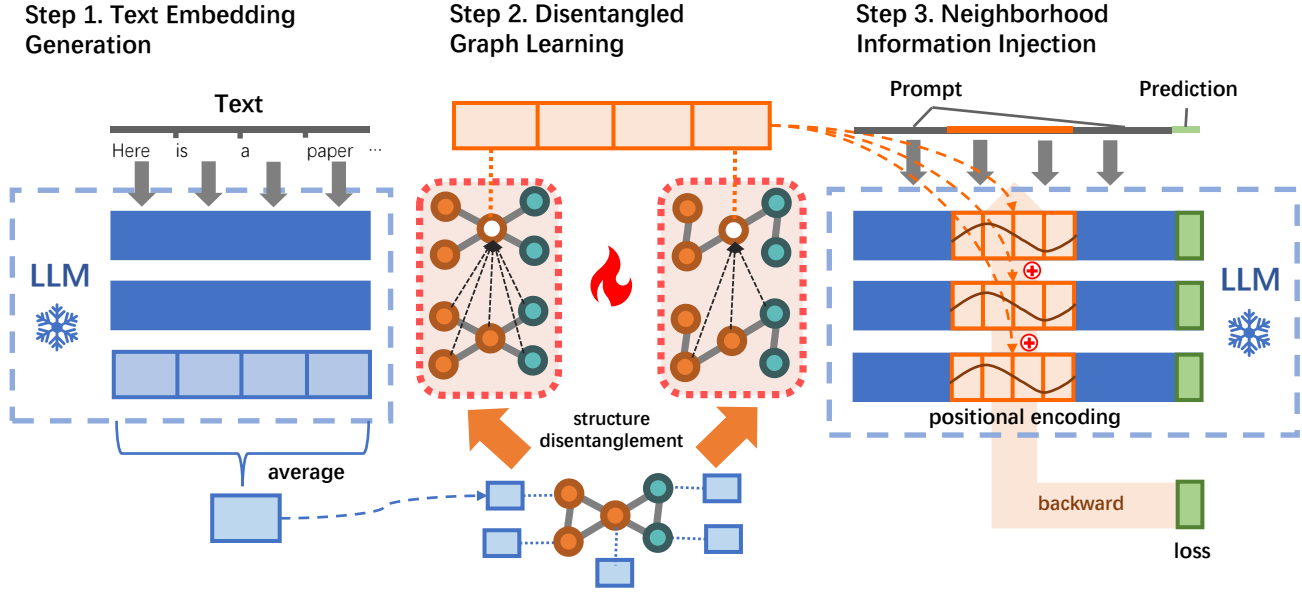 Step 1. Text Embedding
Generation
Text
Here is a paper ...
LLM
average
Step 2. Disentangled
Graph Learning
structure
disentanglement
Step 3. Neighborhood
Information Injection
Prompt
Prediction
LLM
positional encoding
backward
loss